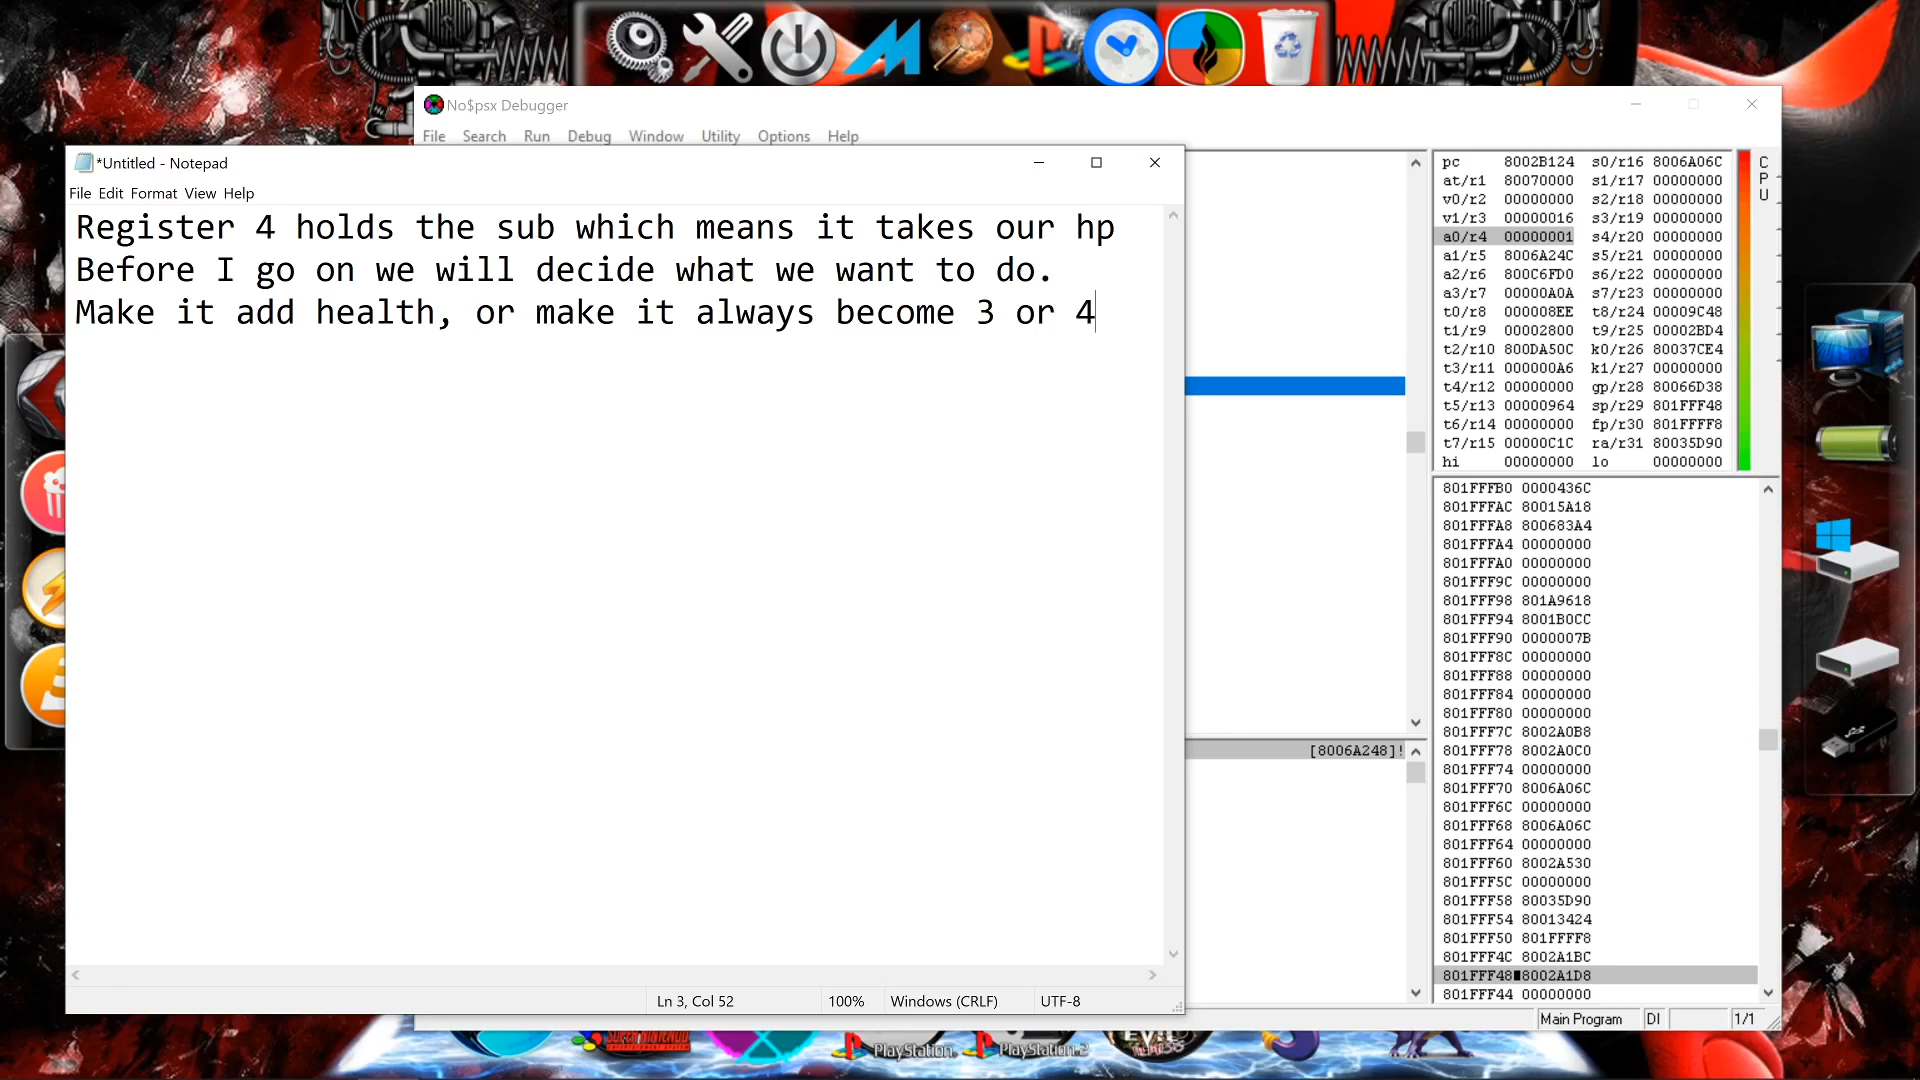 No$psx Debugger
File Search Run Debug Window Utility Options Help
*Untitled - Notepad
File Edit Format View Help
Register 4 holds the sub which means it takes our hp
Before I go on we will decide what we want to do.
Make it add health, or make it always become 3 or 4
Ln 3, Col 52 100% Windows (CRLF) UTF-8
pc 8002B124 s0/r16 8006A06C
at/r1 80070000 s1/r17 00000000
v0/r2 00000000 s2/r18 00000000
v1/r3 00000016 s3/r19 00000000
a0/r4 00000001 s4/r20 00000000
a1/r5 8006A24C s5/r21 00000000
a2/r6 800C6FD0 s6/r22 00000000
a3/r7 00000A0A s7/r23 00000000
t0/r8 000008EE t8/r24 00009C48
t1/r9 00002800 t9/r25 00002BD4
t2/r10 800DA50C k0/r26 80037CE4
t3/r11 000000A6 k1/r27 00000000
t4/r12 00000000 gp/r28 80066D38
t5/r13 00000964 sp/r29 801FFF48
t6/r14 00000000 fp/r30 801FFFF8
t7/r15 00000C1C ra/r31 80035D90
hi 00000000 lo 00000000
CPU
[8006A248]!
801FFFB0 0000436C
801FFFAC 80015A18
801FFFA8 800683A4
801FFFA4 00000000
801FFFA0 00000000
801FFF9C 00000000
801FFF98 801A9618
801FFF94 8001B0CC
801FFF90 0000007B
801FFF8C 00000000
801FFF88 00000000
801FFF84 00000000
801FFF80 00000000
801FFF7C 8002A0B8
801FFF78 8002A0C0
801FFF74 00000000
801FFF70 8006A06C
801FFF6C 00000000
801FFF68 8006A06C
801FFF64 00000000
801FFF60 8002A530
801FFF5C 00000000
801FFF58 80035D90
801FFF54 80013424
801FFF50 801FFFF8
801FFF4C 8002A1BC
801FFF48 8002A1D8
801FFF44 00000000
Main Program DI 1/1
SUPER NINTENDO
PlayStation
PlayStation 2